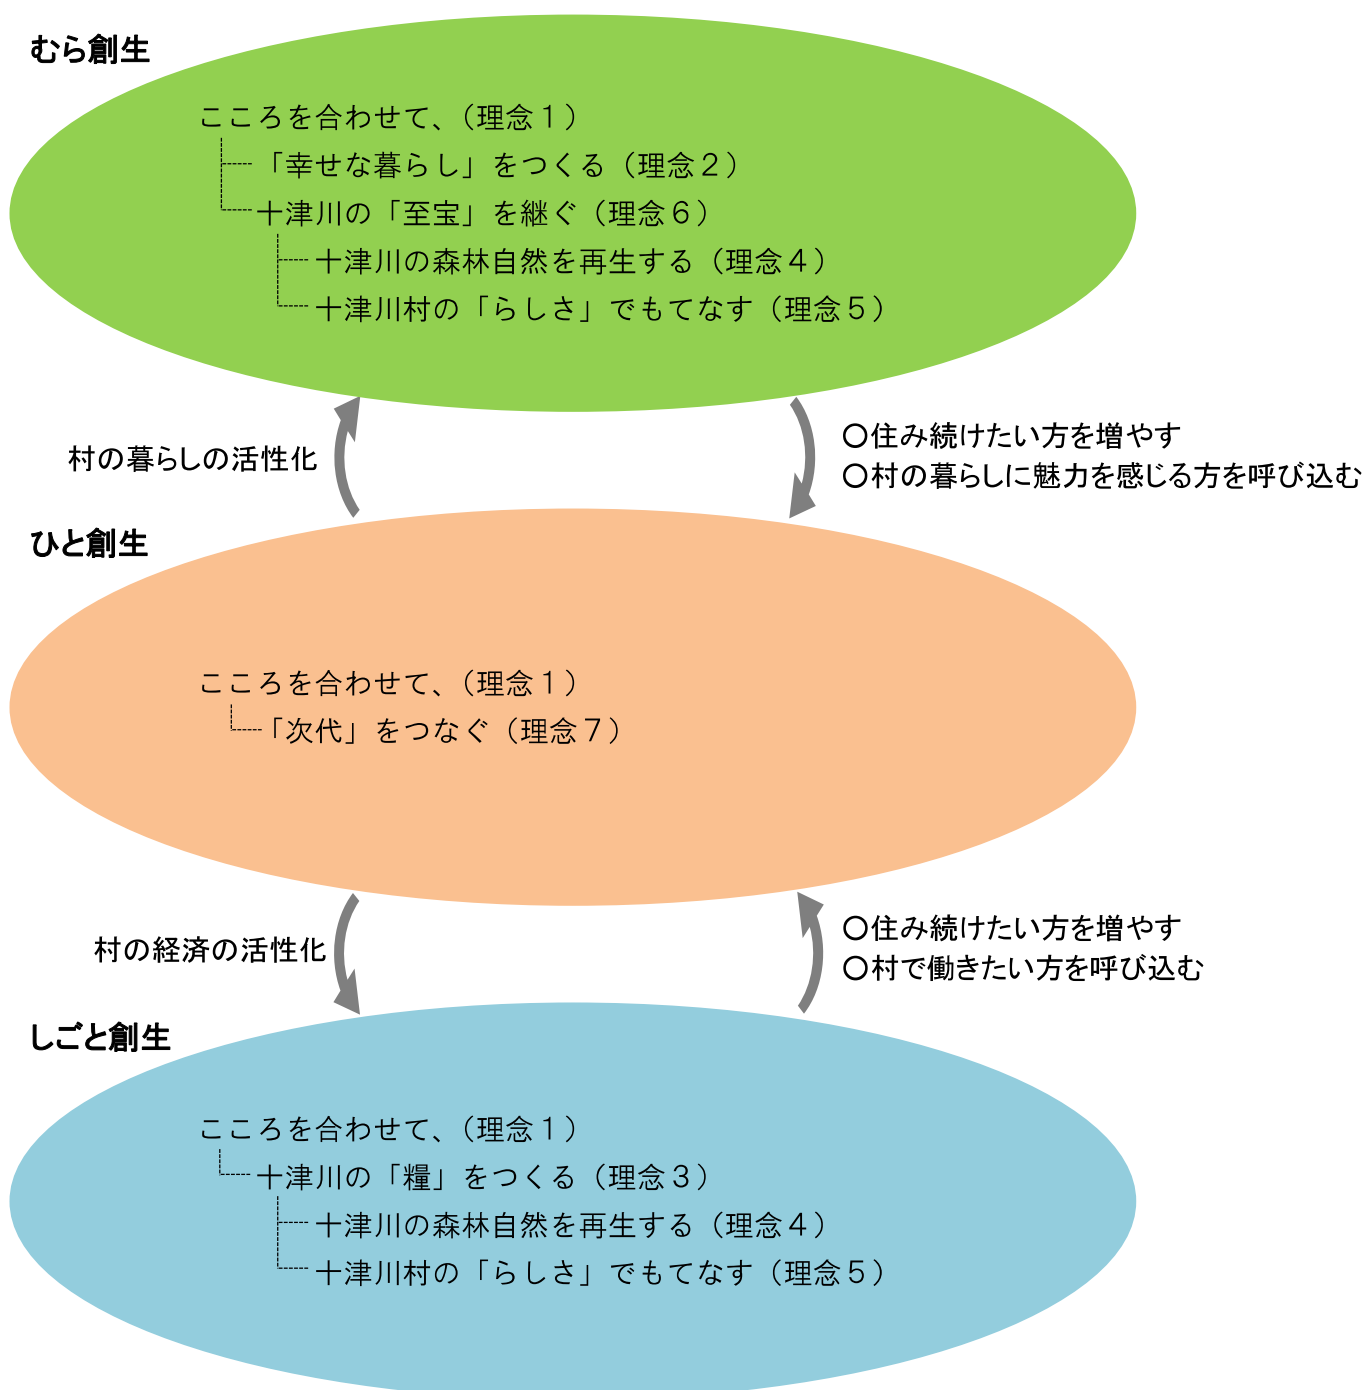 むら創生
こころを合わせて、（理念１）
「幸せな暮らし」をつくる（理念２）
十津川の「至宝」を継ぐ（理念６）
十津川の森林自然を再生する（理念４）
十津川村の「らしさ」でもてなす（理念５）
村の暮らしの活性化
〇住み続けたい方を増やす
〇村の暮らしに魅力を感じる方を呼び込む
ひと創生
こころを合わせて、（理念１）
「次代」をつなぐ（理念７）
村の経済の活性化
〇住み続けたい方を増やす
〇村で働きたい方を呼び込む
しごと創生
こころを合わせて、（理念１）
十津川の「糧」をつくる（理念３）
十津川の森林自然を再生する（理念４）
十津川村の「らしさ」でもてなす（理念５）